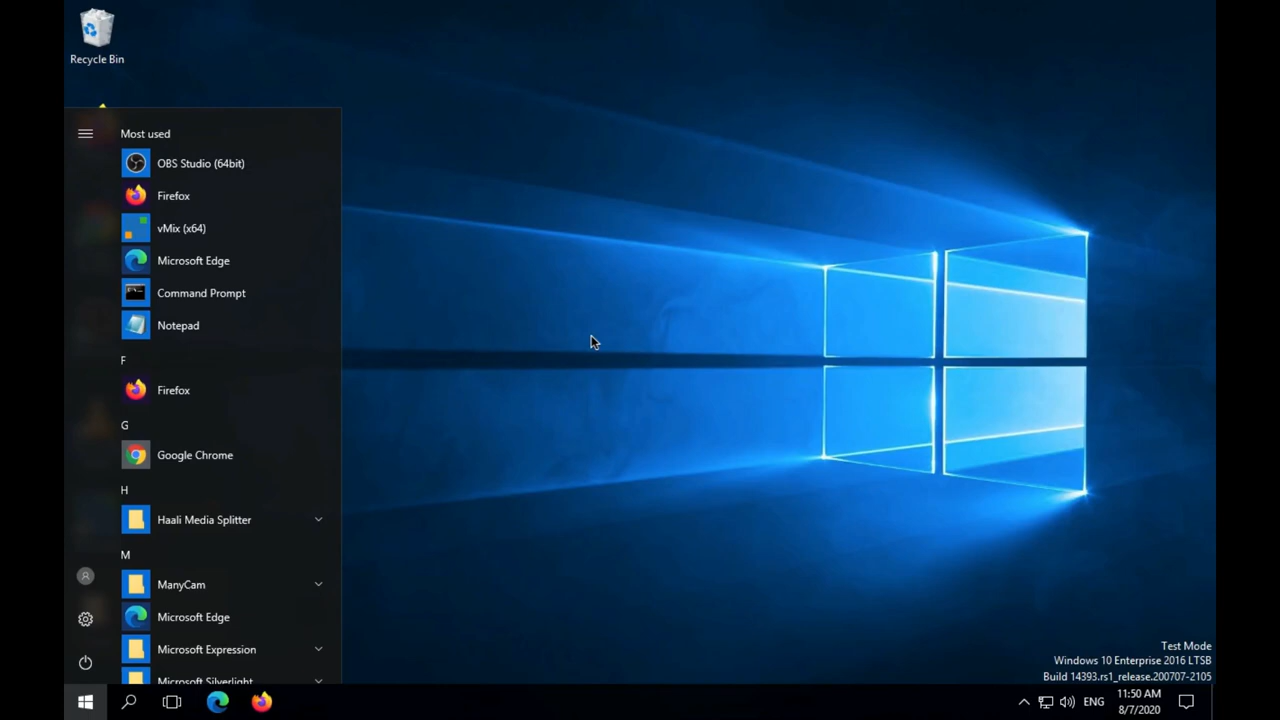 Recycle Bin
Most used
OBS Studio (64bit)
Firefox
vMix (x64)
Microsoft Edge
Command Prompt
Notepad
F
Firefox
G
Google Chrome
H
Haali Media Splitter
M
ManyCam
Microsoft Edge
Microsoft Expression
Microsoft Silverlight
Test Mode
Windows 10 Enterprise 2016 LTSB
Build 14393.rs1_release.200707-2105
ENG
11:50 AM
8/7/2020